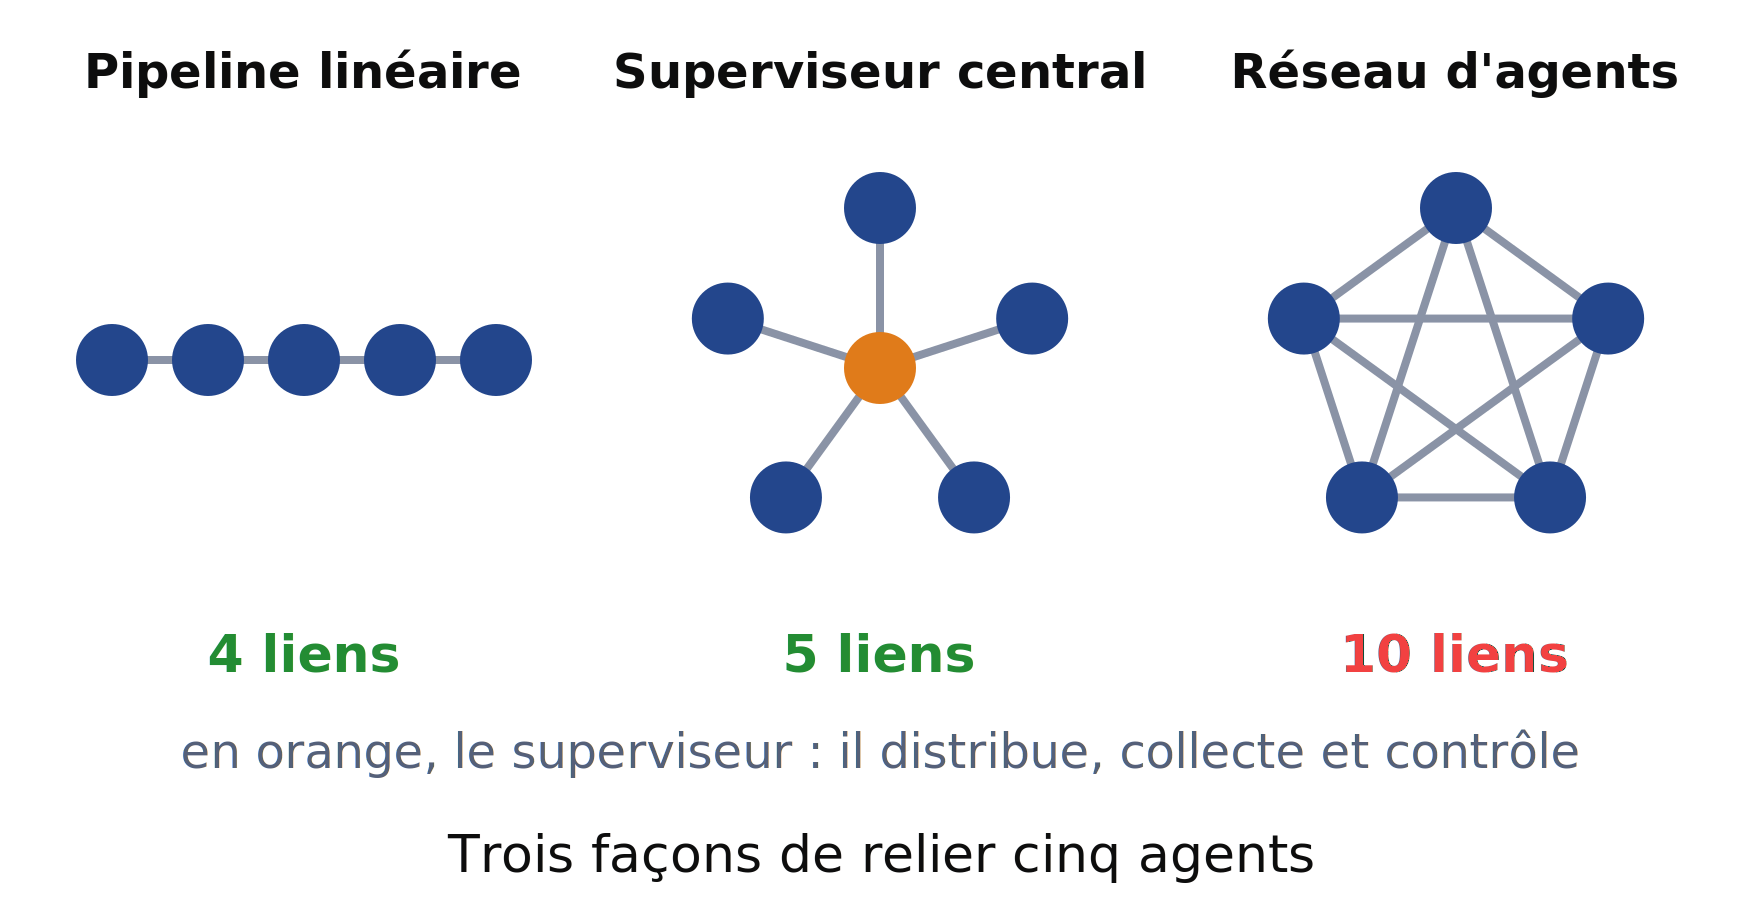 Pipeline linéaire
Superviseur central
Réseau d'agents
4 liens
5 liens
10 liens
en orange, le superviseur : il distribue, collecte et contrôle
Trois façons de relier cinq agents